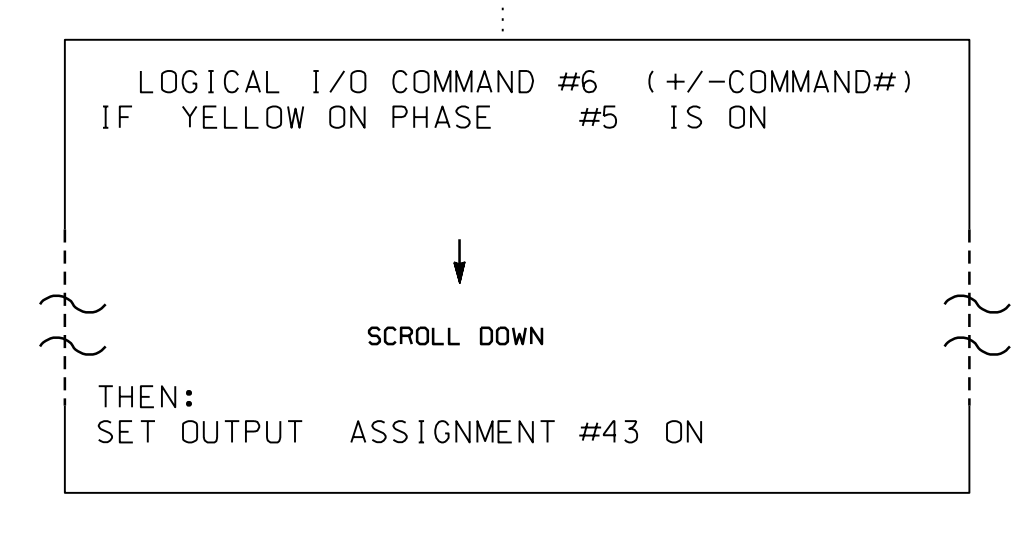 LOGICAL I/O COMMAND #6 (+/-COMMAND#)
IF YELLOW ON PHASE #5 IS ON
SCROLL DOWN
THEN:
SET OUTPUT ASSIGNMENT #43 ON